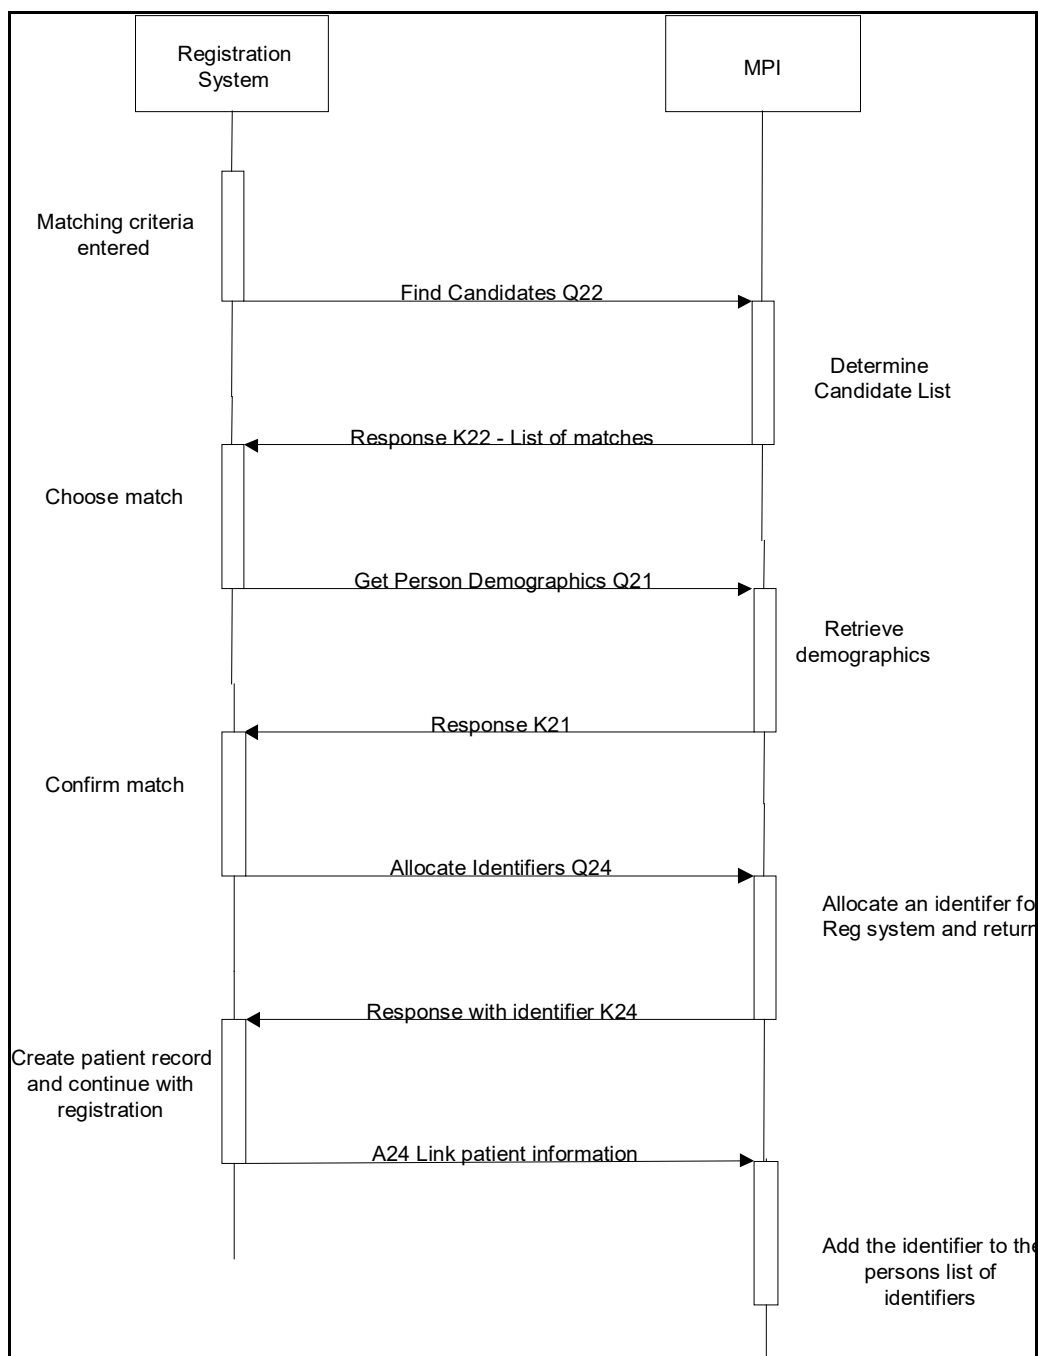 Registration
System
MPI
Matching criteria
entered
Find Candidates Q22
Determine
Candidate List
Response K22 - List of matches
Choose match
Get Person Demographics Q21
Retrieve
demographics
Response K21
Confirm match
Allocate Identifiers Q24
Allocate an identifer fo
Reg system and return
Response with identifier K24
Create patient record
and continue with
registration
A24 Link patient information
Add the identifier to the
persons list of
identifiers